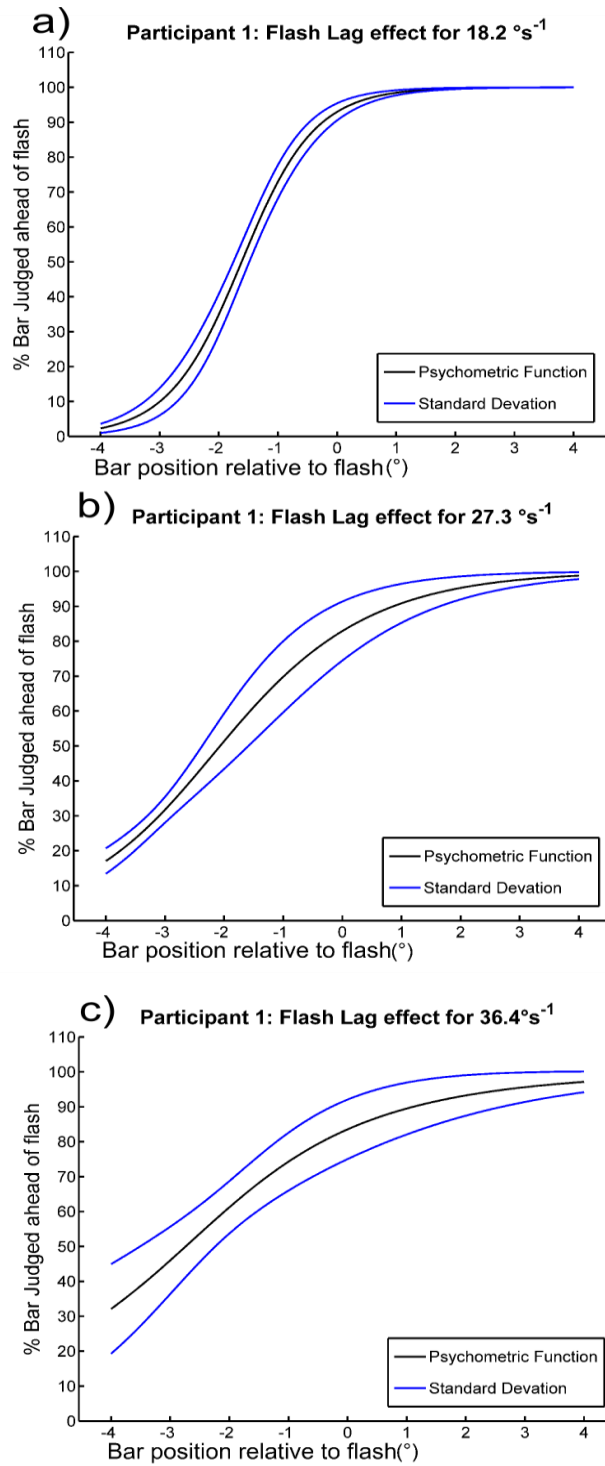 a)
Participant 1: Flash Lag effect for 18.2 °s⁻¹
% Bar Judged ahead of flash
110
100
90
80
70
60
50
40
30
20
10
0
-4 -3 -2 -1 0 1 2 3 4
Bar position relative to flash(°)
Psychometric Function
Standard Devation
b)
Participant 1: Flash Lag effect for 27.3 °s⁻¹
% Bar Judged ahead of flash
110
100
90
80
70
60
50
40
30
20
10
0
-4 -3 -2 -1 0 1 2 3 4
Bar position relative to flash(°)
Psychometric Function
Standard Devation
c)
Participant 1: Flash Lag effect for 36.4°s⁻¹
% Bar Judged ahead of flash
110
100
90
80
70
60
50
40
30
20
10
0
-4 -3 -2 -1 0 1 2 3 4
Bar position relative to flash(°)
Psychometric Function
Standard Devation